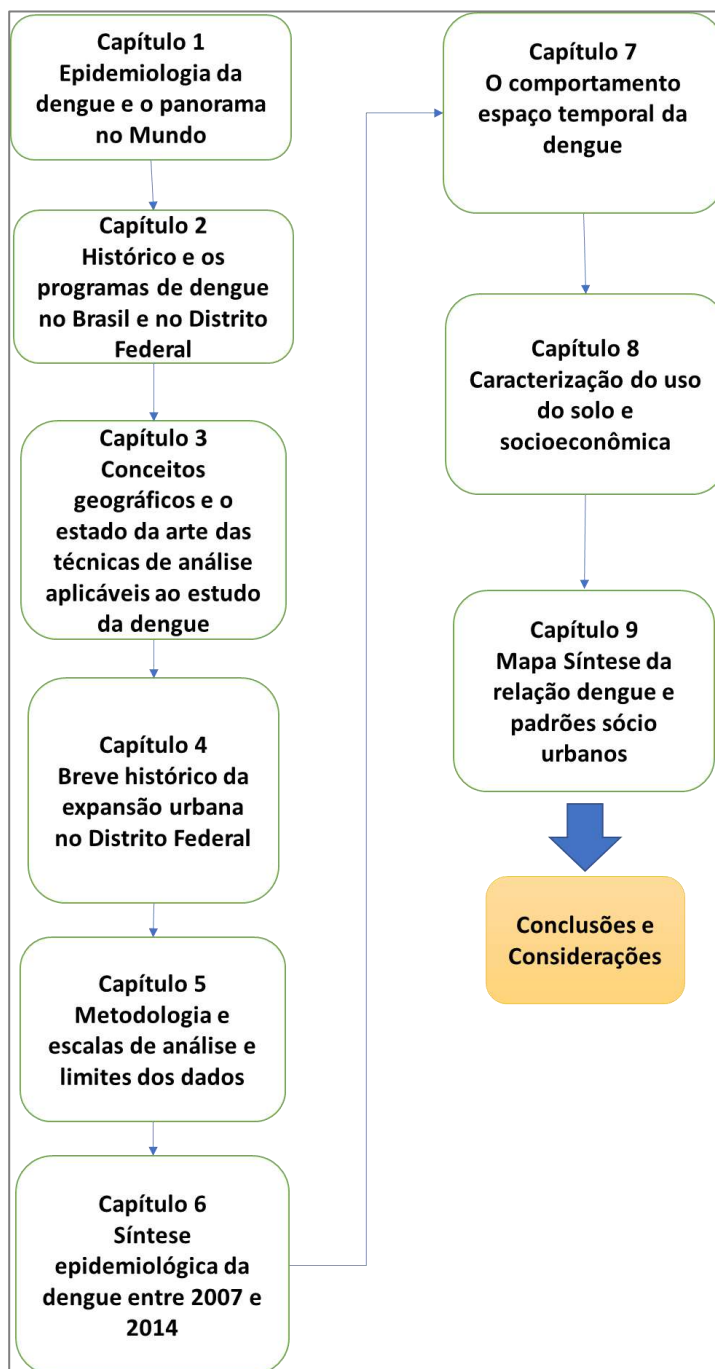 Capítulo 1
Epidemiologia da
dengue e o panorama
no Mundo
Capítulo 2
Histórico e os
programas de dengue
no Brasil e no Distrito
Federal
Capítulo 3
Conceitos
geográficos e o
estado da arte das
técnicas de análise
aplicáveis ao estudo
da dengue
Capítulo 4
Breve histórico da
expansão urbana
no Distrito Federal
Capítulo 5
Metodologia e
escalas de análise e
limites dos dados
Capítulo 6
Síntese
epidemiológica da
dengue entre 2007 e
2014
Capítulo 7
O comportamento
espaço temporal da
dengue
Capítulo 8
Caracterização do uso
do solo e
socioeconômica
Capítulo 9
Mapa Síntese da
relação dengue e
padrões sócio
urbanos
Conclusões e
Considerações